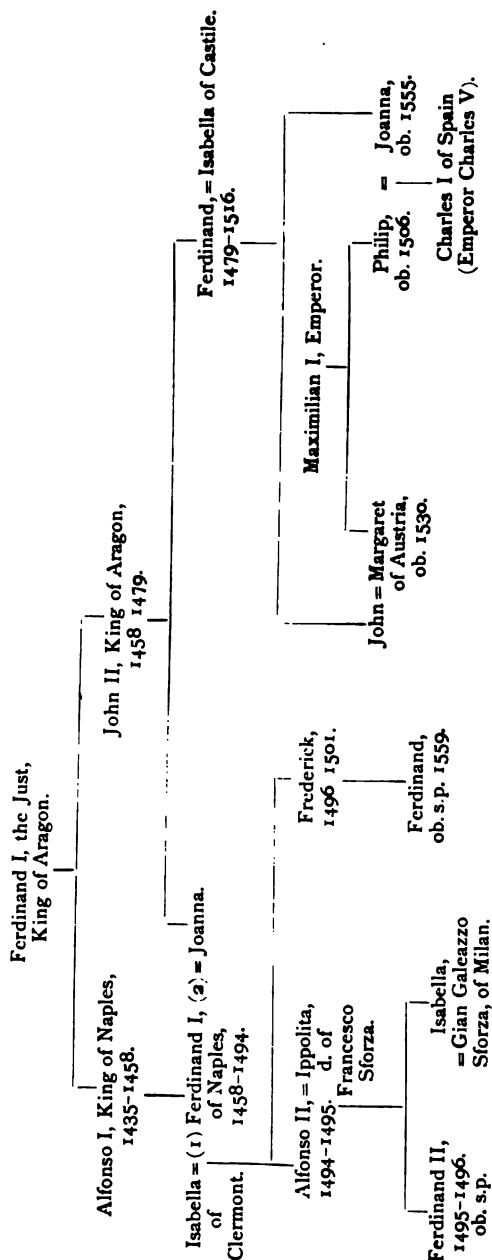 Ferdinand I, the Just,
King of Aragon.
Alfonso I, King of Naples,
1435-1458.
John II, King of Aragon,
1458 1479.
Isabella = (1) Ferdinand I, (2) = Joanna.
of
Clermont.
of Naples,
1458-1494.
Ferdinand, = Isabella of Castile.
1479-1516.
Alfonso II, = Ippolita,
1494-1495. d. of
Francesco
Sforza.
Frederick,
1496 1501.
Maximilian I, Emperor.
Ferdinand II,
1495-1496.
ob. s.p.
Isabella,
= Gian Galeazzo
Sforza, of Milan.
Ferdinand,
ob. s.p. 1559.
John = Margaret
of Austria,
ob. 1530.
Philip, = Joanna,
ob. 1506. ob. 1555.
Charles I of Spain
(Emperor Charles V).